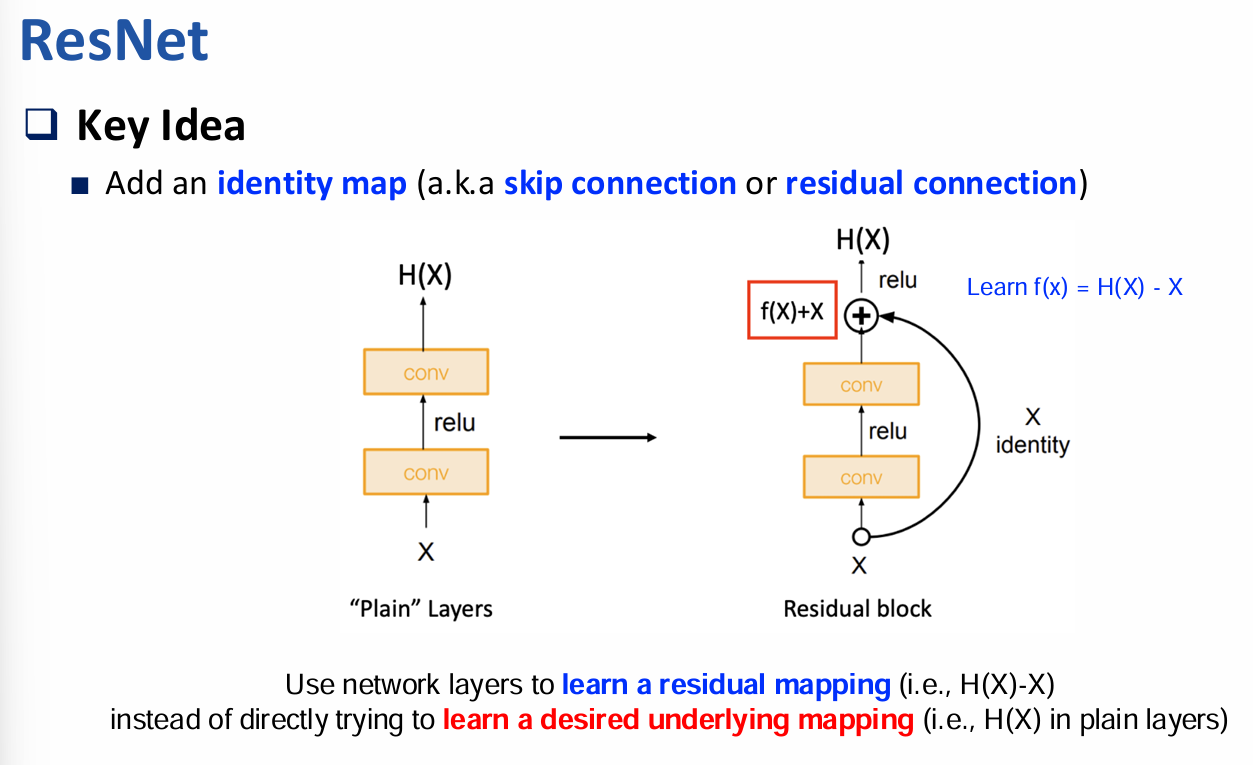 ResNet
Key Idea
Add an identity map (a.k.a skip connection or residual connection)
H(X)
conv
relu
conv
X
"Plain" Layers
H(X)
relu
Learn f(x) = H(X) - X
f(X)+X
conv
relu
conv
X
identity
X
Residual block
Use network layers to learn a residual mapping (i.e., H(X)-X)
instead of directly trying to learn a desired underlying mapping (i.e., H(X) in plain layers)